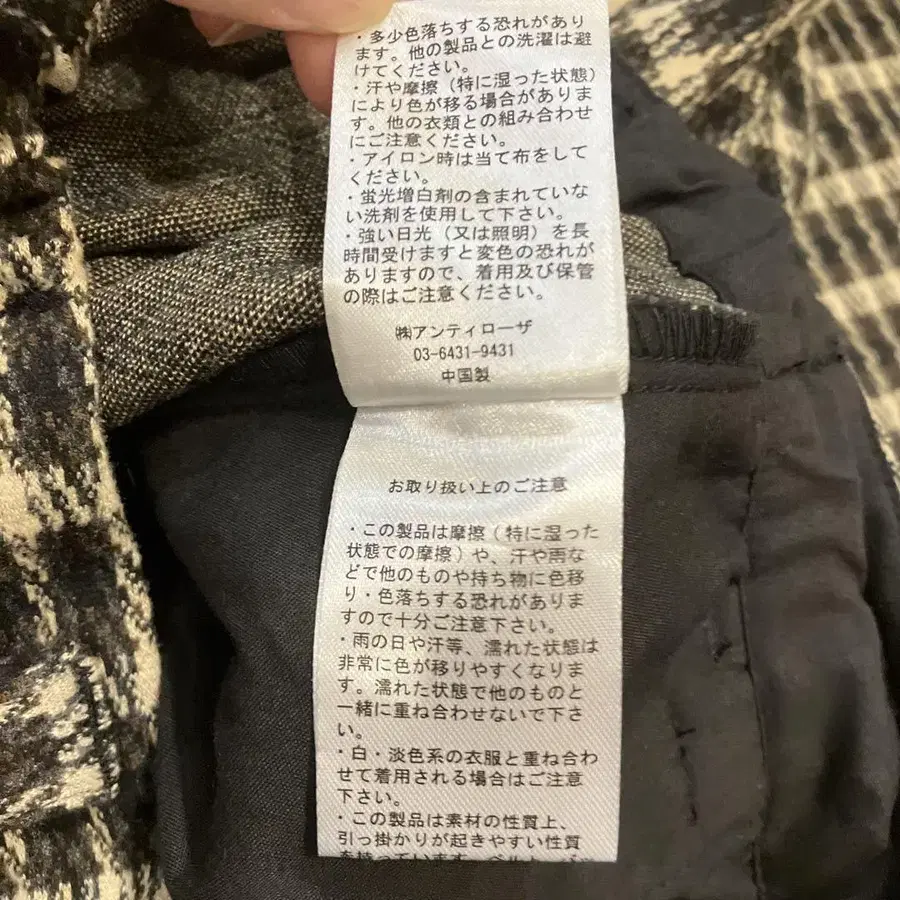 ・多少色落ちする恐れがあり
ます。他の製品との洗濯は避
けてください。
・汗や摩擦（特に湿った状態）
により色が移る場合がありま
す。他の衣類との組み合わせ
にご注意ください。
・アイロン時は当て布をして
ください。
・蛍光増白剤の含まれていな
い洗剤を使用して下さい。
・強い日光（又は照明）を長
時間受けますと変色の恐れが
ありますので、着用及び保管
の際はご注意ください。
㈱アンティローザ
03-6431-9431
中国製
お取り扱い上のご注意
・この製品は摩擦（特に湿った
状態での摩擦）や、汗や雨な
どで他のものや持ち物に色移
り・色落ちする恐れがありま
すので十分ご注意下さい。
・雨の日や汗等、濡れた状態は
非常に色が移りやすくなりま
す。濡れた状態で他のものと
一緒に重ね合わせないで下さ
い。
・白・淡色系の衣服と重ね合わ
せて着用される場合はご注意
下さい。
・この製品は素材の性質上、
引っ掛かりが起きやすい性質
を持っています。ベルト、バッ